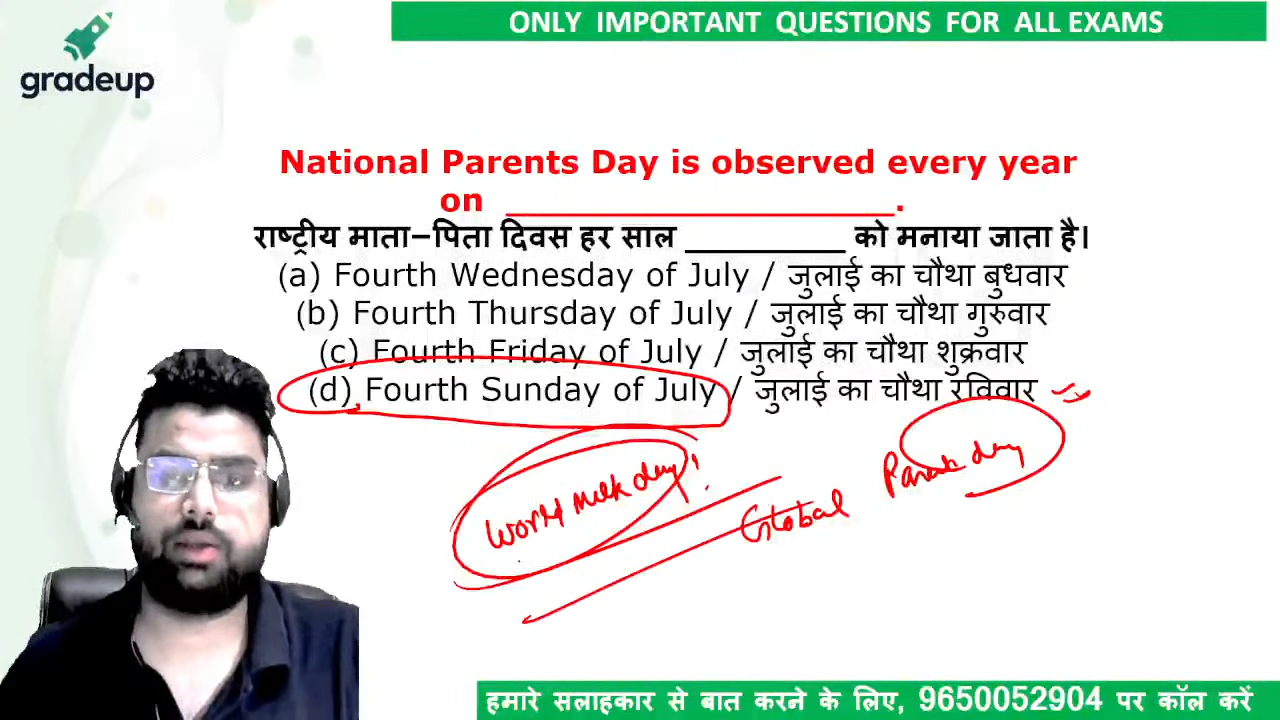 ONLY IMPORTANT QUESTIONS FOR ALL EXAMS
gradeup
National Parents Day is observed every year
on ______________________.
राष्ट्रीय माता–पिता दिवस हर साल __________ को मनाया जाता है।
(a) Fourth Wednesday of July / जुलाई का चौथा बुधवार
(b) Fourth Thursday of July / जुलाई का चौथा गुरुवार
(c) Fourth Friday of July / जुलाई का चौथा शुक्रवार
(d) Fourth Sunday of July / जुलाई का चौथा रविवार
World Milk day!
Global
day
हमारे सलाहकार से बात करने के लिए, 9650052904 पर कॉल करें